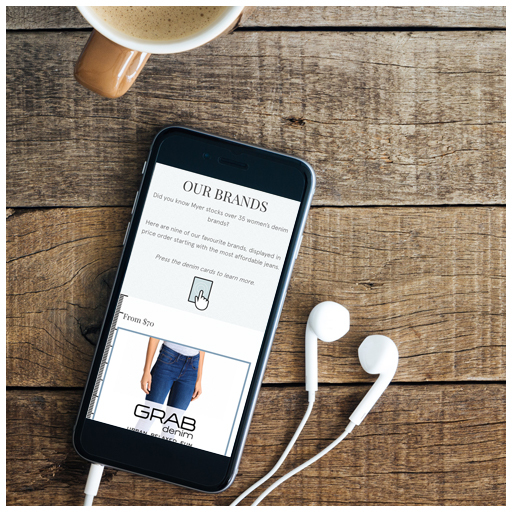 OUR BRANDS
Did you know Myer stocks over 35 women's denim
brands?
Here are nine of our favourite brands, displayed in
price order starting with the most affordable jeans.
Press the denim cards to learn more.
From $70
GRAB
denim
URBAN RELAXED FUN